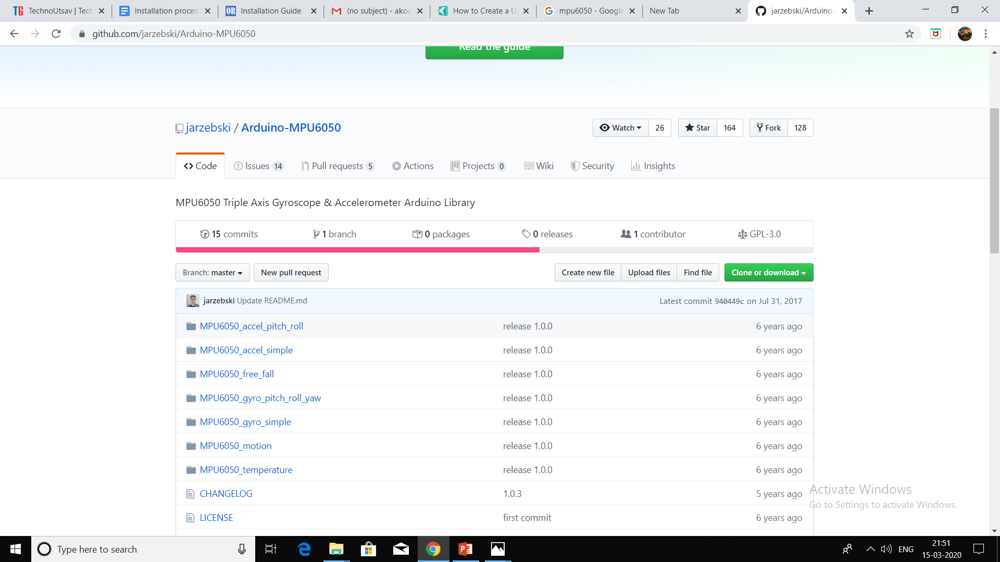 TechnoUtsav | Tech
Installation proced
Installation Guide
(no subject) - akoo
How to Create a U
mpu6050 - Google
New Tab
jarzebski/Arduino-
github.com/jarzebski/Arduino-MPU6050
Read the guide
jarzebski / Arduino-MPU6050
Watch 26 Star 164 Fork 128
Code Issues 14 Pull requests 5 Actions Projects 0 Wiki Security Insights
MPU6050 Triple Axis Gyroscope & Accelerometer Arduino Library
15 commits 1 branch 0 packages 0 releases 1 contributor GPL-3.0
Branch: master New pull request Create new file Upload files Find file Clone or download
jarzebski Update README.md Latest commit 940449c on Jul 31, 2017
MPU6050_accel_pitch_roll release 1.0.0 6 years ago
MPU6050_accel_simple release 1.0.0 6 years ago
MPU6050_free_fall release 1.0.0 6 years ago
MPU6050_gyro_pitch_roll_yaw release 1.0.0 6 years ago
MPU6050_gyro_simple release 1.0.0 6 years ago
MPU6050_motion release 1.0.0 6 years ago
MPU6050_temperature release 1.0.0 6 years ago
CHANGELOG 1.0.3 5 years ago
LICENSE first commit 6 years ago
Activate Windows
Go to Settings to activate Windows.
Type here to search
ENG
21:51
15-03-2020